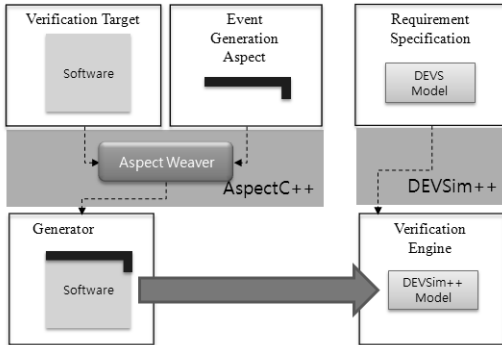 Verification Target
Software
Event
Generation
Aspect
Requirement
Specification
DEVS
Model
Aspect Weaver
AspectC++
DEVSim++
Generator
Software
Verification
Engine
DEVSim++
Model